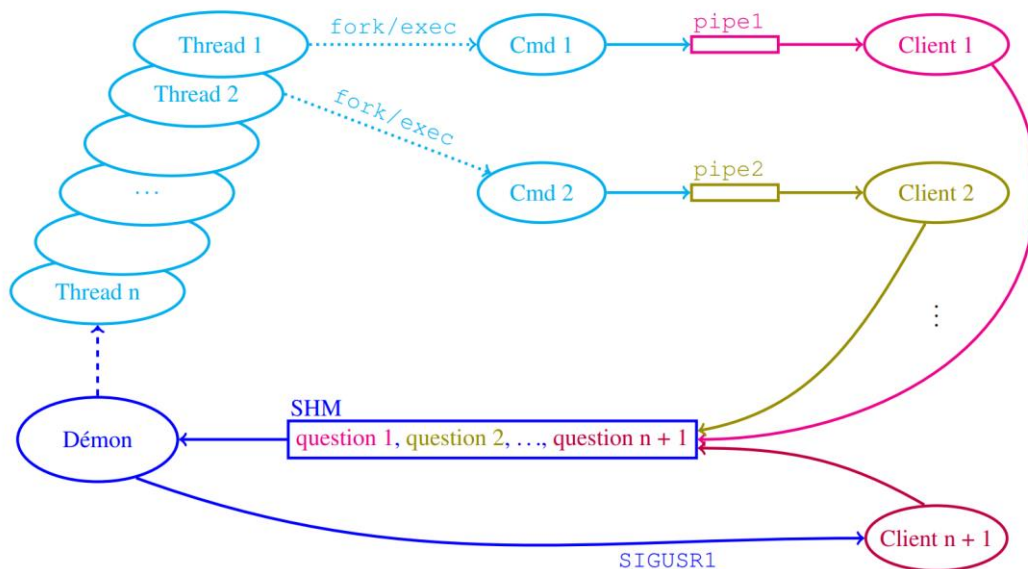 Thread 1
fork/exec
Cmd 1
pipe1
Client 1
Thread 2
fork/exec
Cmd 2
pipe2
Client 2
...
Thread n
⋮
SHM
Démon
question 1, question 2, ..., question n + 1
Client n + 1
SIGUSR1